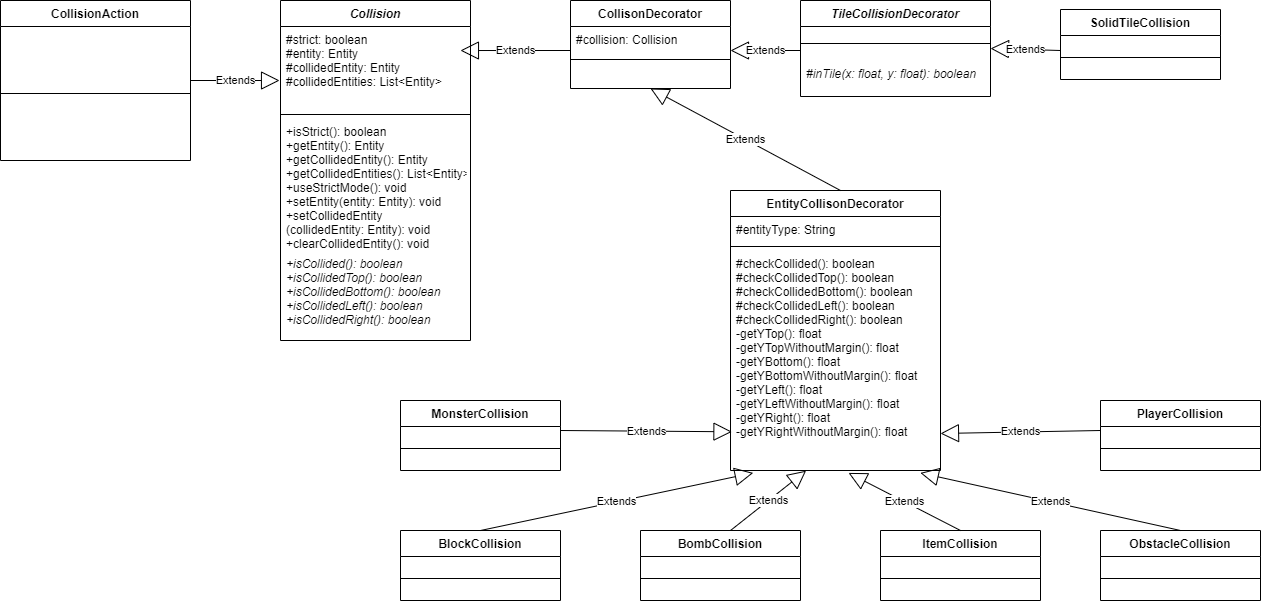 CollisionAction
Extends
Collision
#strict: boolean
#entity: Entity
#collidedEntity: Entity
#collidedEntities: List<Entity>
+isStrict(): boolean
+getEntity(): Entity
+getCollidedEntity(): Entity
+getCollidedEntities(): List<Entity>
+useStrictMode(): void
+setEntity(entity: Entity): void
+setCollidedEntity
(collidedEntity: Entity): void
+clearCollidedEntity(): void
+isCollided(): boolean
+isCollidedTop(): boolean
+isCollidedBottom(): boolean
+isCollidedLeft(): boolean
+isCollidedRight(): boolean
Extends
CollisonDecorator
#collision: Collision
Extends
TileCollisionDecorator
#inTile(x: float, y: float): boolean
Extends
SolidTileCollision
Extends
EntityCollisonDecorator
#entityType: String
#checkCollided(): boolean
#checkCollidedTop(): boolean
#checkCollidedBottom(): boolean
#checkCollidedLeft(): boolean
#checkCollidedRight(): boolean
-getYTop(): float
-getYTopWithoutMargin(): float
-getYBottom(): float
-getYBottomWithoutMargin(): float
-getYLeft(): float
-getYLeftWithoutMargin(): float
-getYRight(): float
-getYRightWithoutMargin(): float
MonsterCollision
Extends
Extends
PlayerCollision
Extends
Extends
Extends
Extends
BlockCollision
BombCollision
ItemCollision
ObstacleCollision